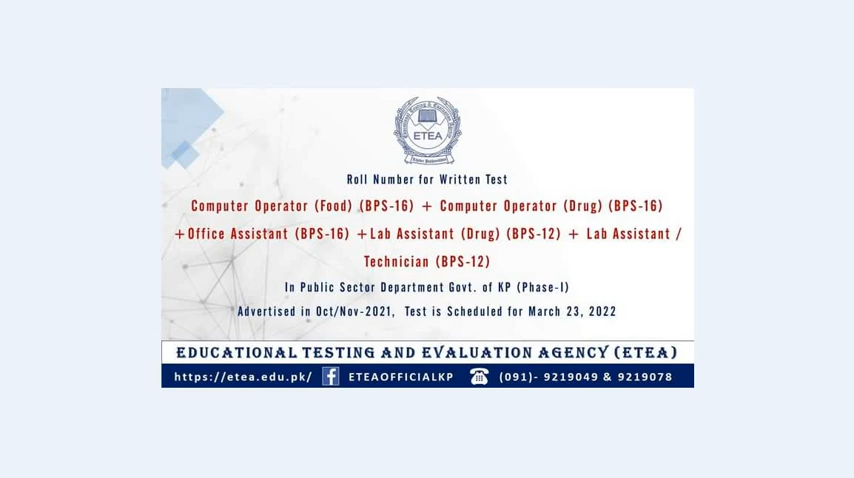 ETEA
Roll Number for Written Test
Computer Operator (Food) (BPS-16) + Computer Operator (Drug) (BPS-16)
+Office Assistant (BPS-16) +Lab Assistant (Drug) (BPS-12) + Lab Assistant /
Technician (BPS-12)
In Public Sector Department Govt. of KP (Phase-I)
Advertised in Oct/Nov-2021, Test is Scheduled for March 23, 2022
EDUCATIONAL TESTING AND EVALUATION AGENCY (ETEA)
https://etea.edu.pk/ f ETEAOFFICIALKP (091)- 9219049 & 9219078